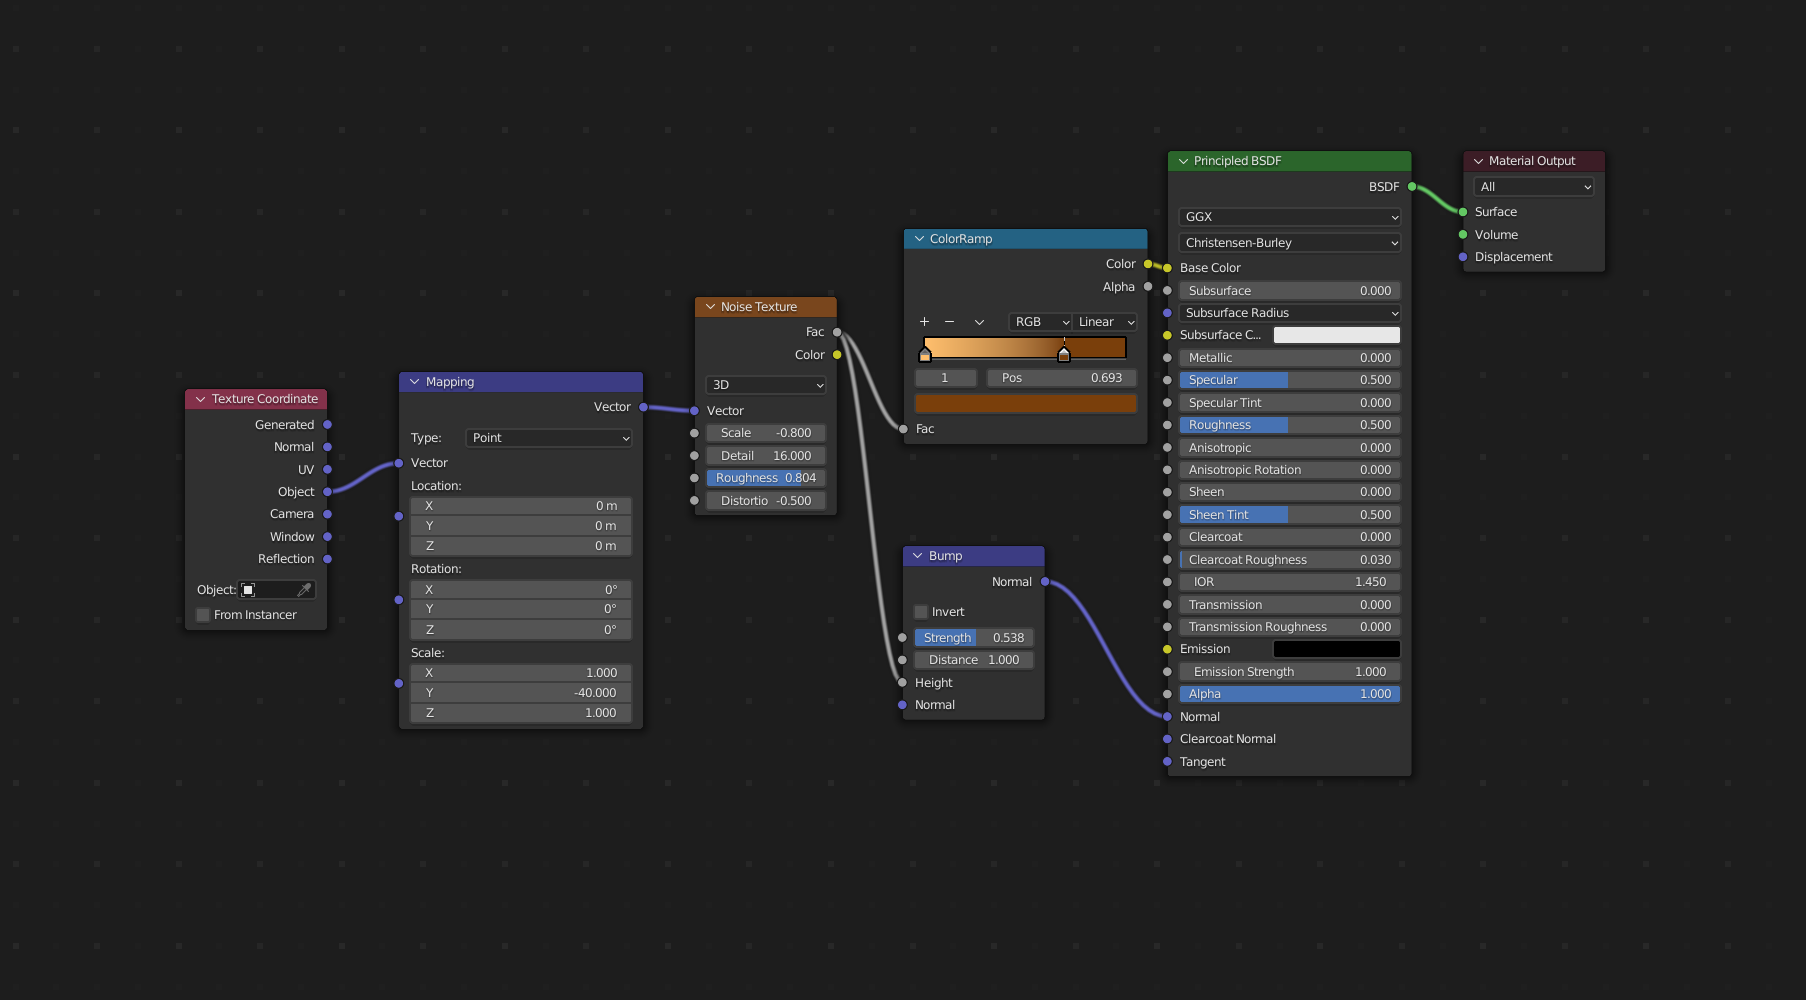 Texture Coordinate
Generated
Normal
UV
Object
Camera
Window
Reflection
Object:
From Instancer
Mapping
Vector
Type: Point
Vector
Location:
X 0 m
Y 0 m
Z 0 m
Rotation:
X 0°
Y 0°
Z 0°
Scale:
X 1.000
Y -40.000
Z 1.000
Noise Texture
Fac
Color
3D
Vector
Scale -0.800
Detail 16.000
Roughness 0.804
Distortio -0.500
ColorRamp
Color
Alpha
+ − RGB Linear
1 Pos 0.693
Fac
Bump
Normal
Invert
Strength 0.538
Distance 1.000
Height
Normal
Principled BSDF
BSDF
GGX
Christensen-Burley
Base Color
Subsurface 0.000
Subsurface Radius
Subsurface C...
Metallic 0.000
Specular 0.500
Specular Tint 0.000
Roughness 0.500
Anisotropic 0.000
Anisotropic Rotation 0.000
Sheen 0.000
Sheen Tint 0.500
Clearcoat 0.000
Clearcoat Roughness 0.030
IOR 1.450
Transmission 0.000
Transmission Roughness 0.000
Emission
Emission Strength 1.000
Alpha 1.000
Normal
Clearcoat Normal
Tangent
Material Output
All
Surface
Volume
Displacement